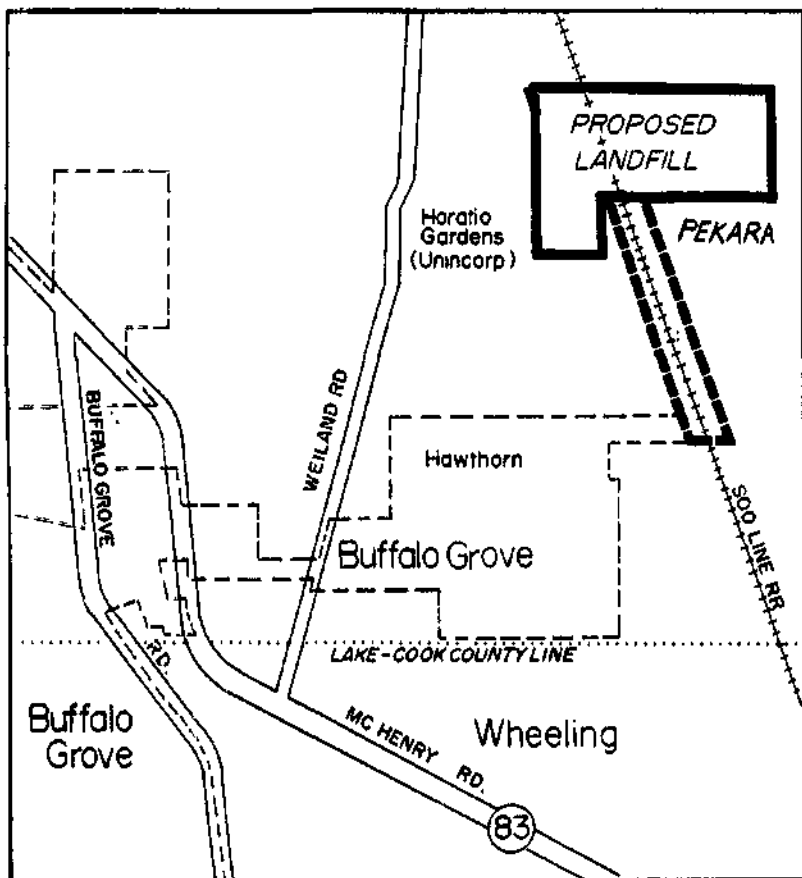 PROPOSED
LANDFILL
Horatio
Gardens
(Unincorp)
PEKARA
BUFFALO GROVE
RD.
WEILAND RD
Hawthorn
Buffalo Grove
SOO LINE RR
LAKE-COOK COUNTY LINE
Buffalo
Grove
MC HENRY RD.
Wheeling
83